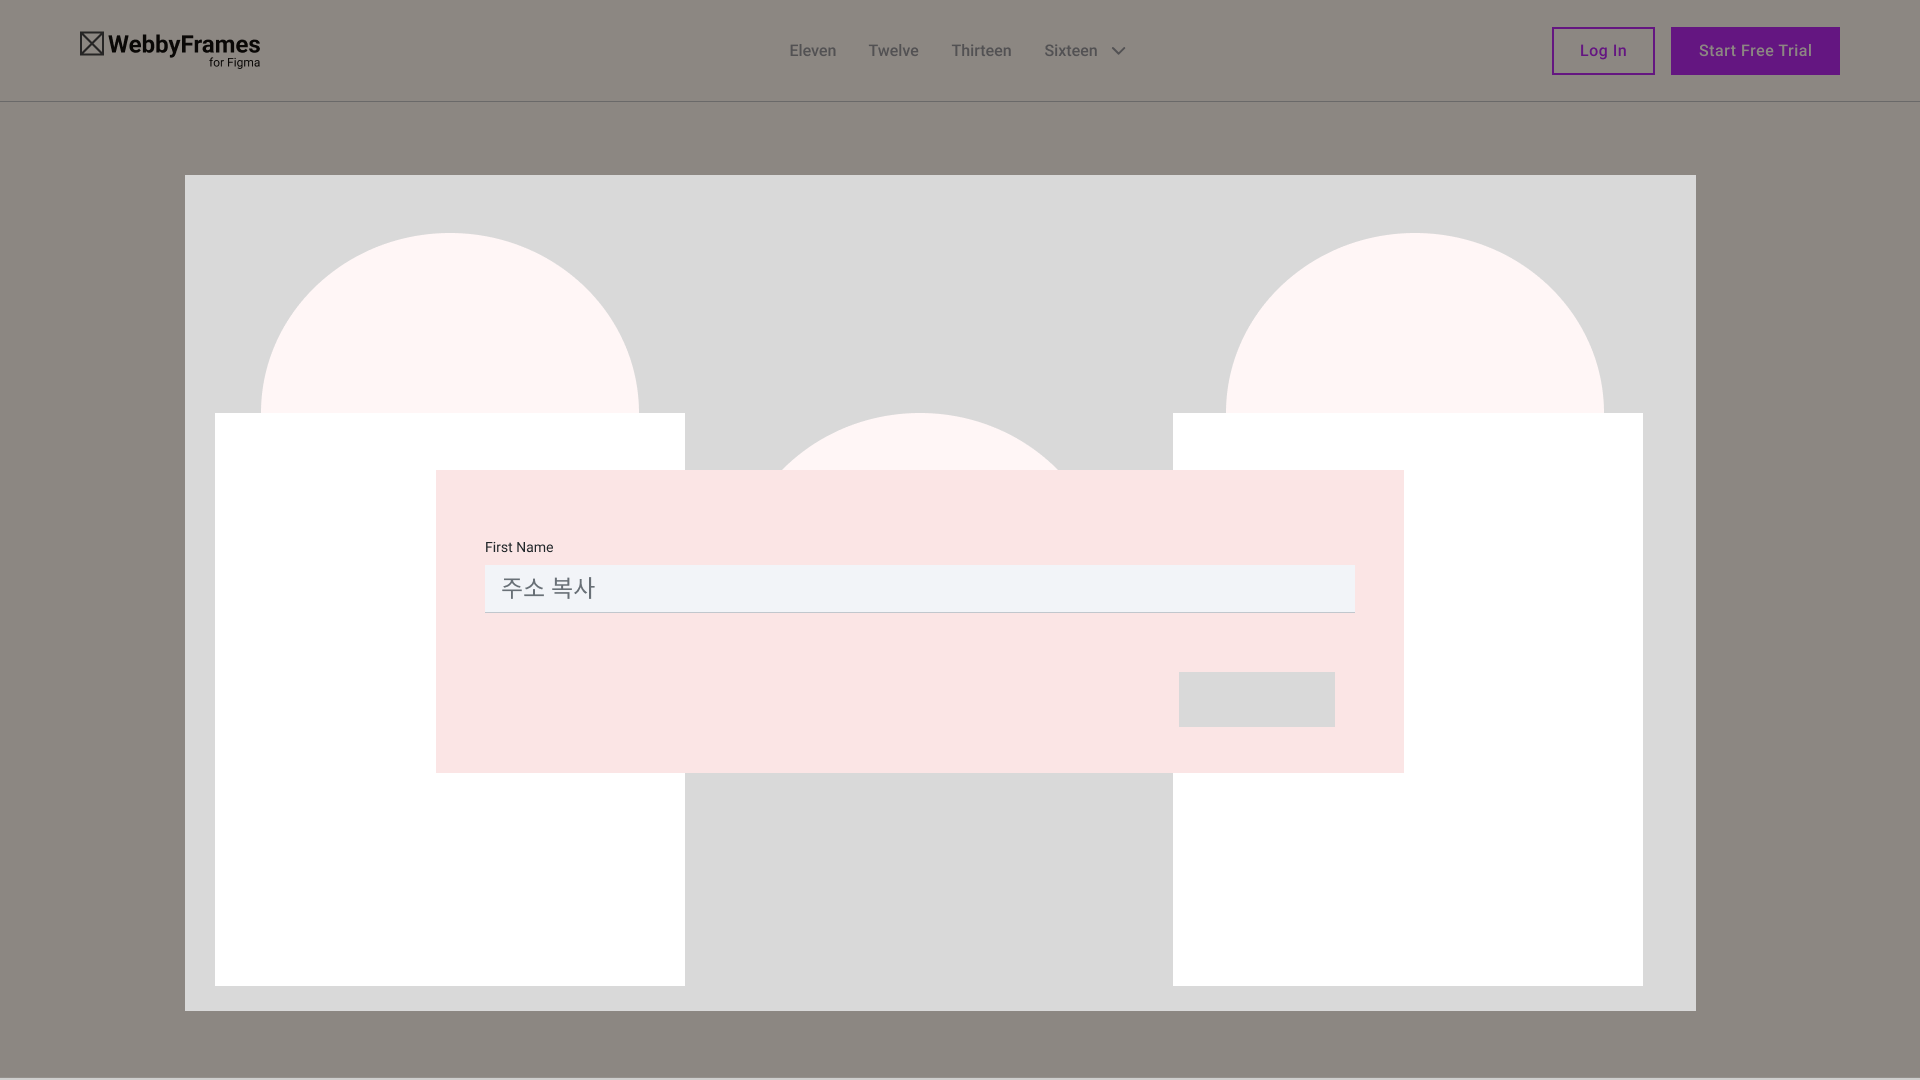 WebbyFrames
for Figma
Eleven Twelve Thirteen Sixteen
Log In
Start Free Trial
First Name
주소 복사